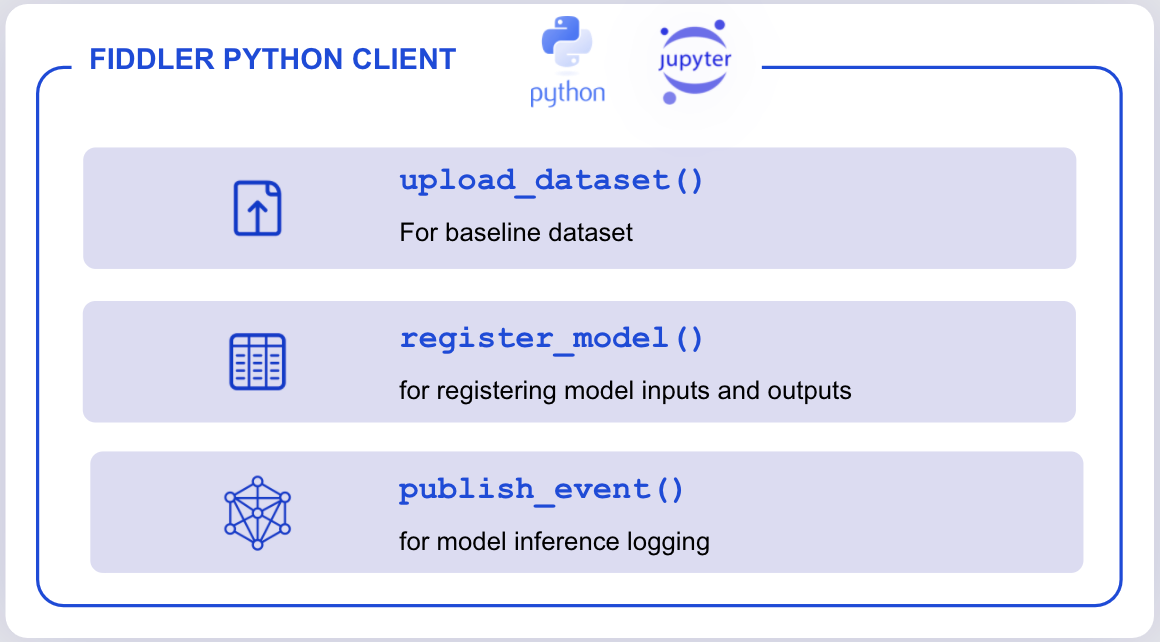 FIDDLER PYTHON CLIENT
python
jupyter
upload_dataset()
For baseline dataset
register_model()
for registering model inputs and outputs
publish_event()
for model inference logging